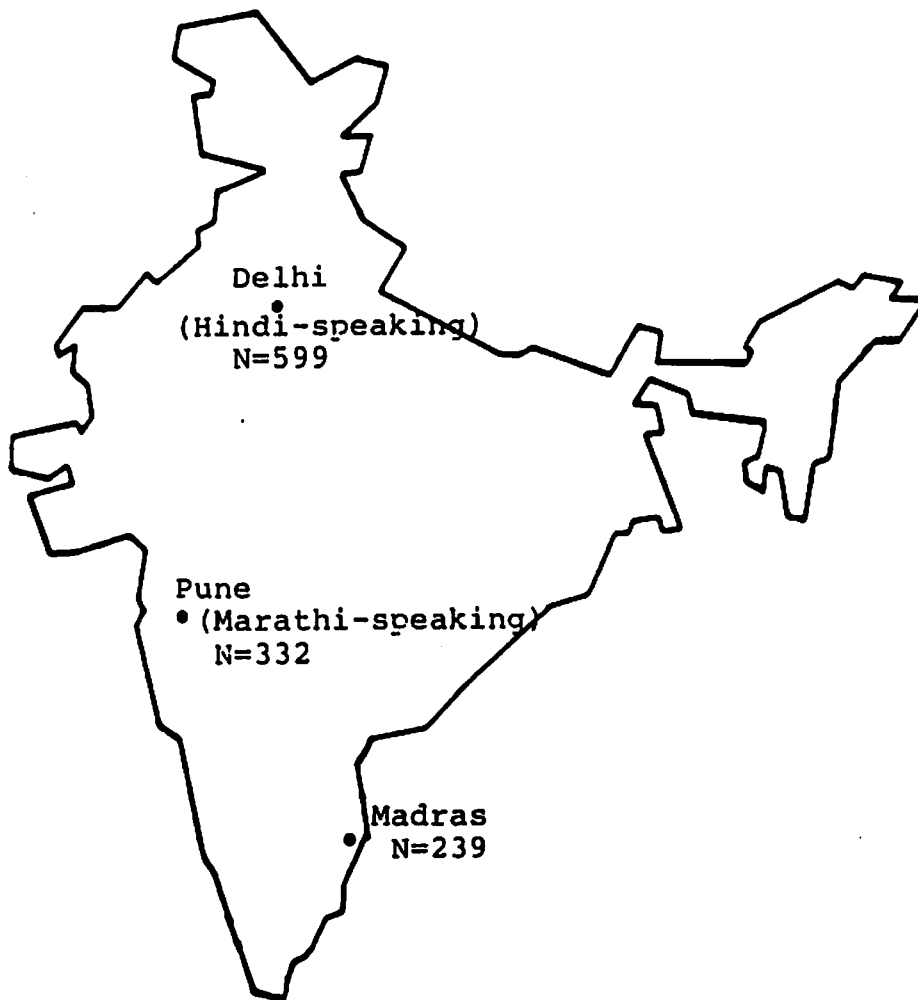 Delhi
(Hindi-speaking)
N=599
Pune
(Marathi-speaking)
N=332
Madras
N=239